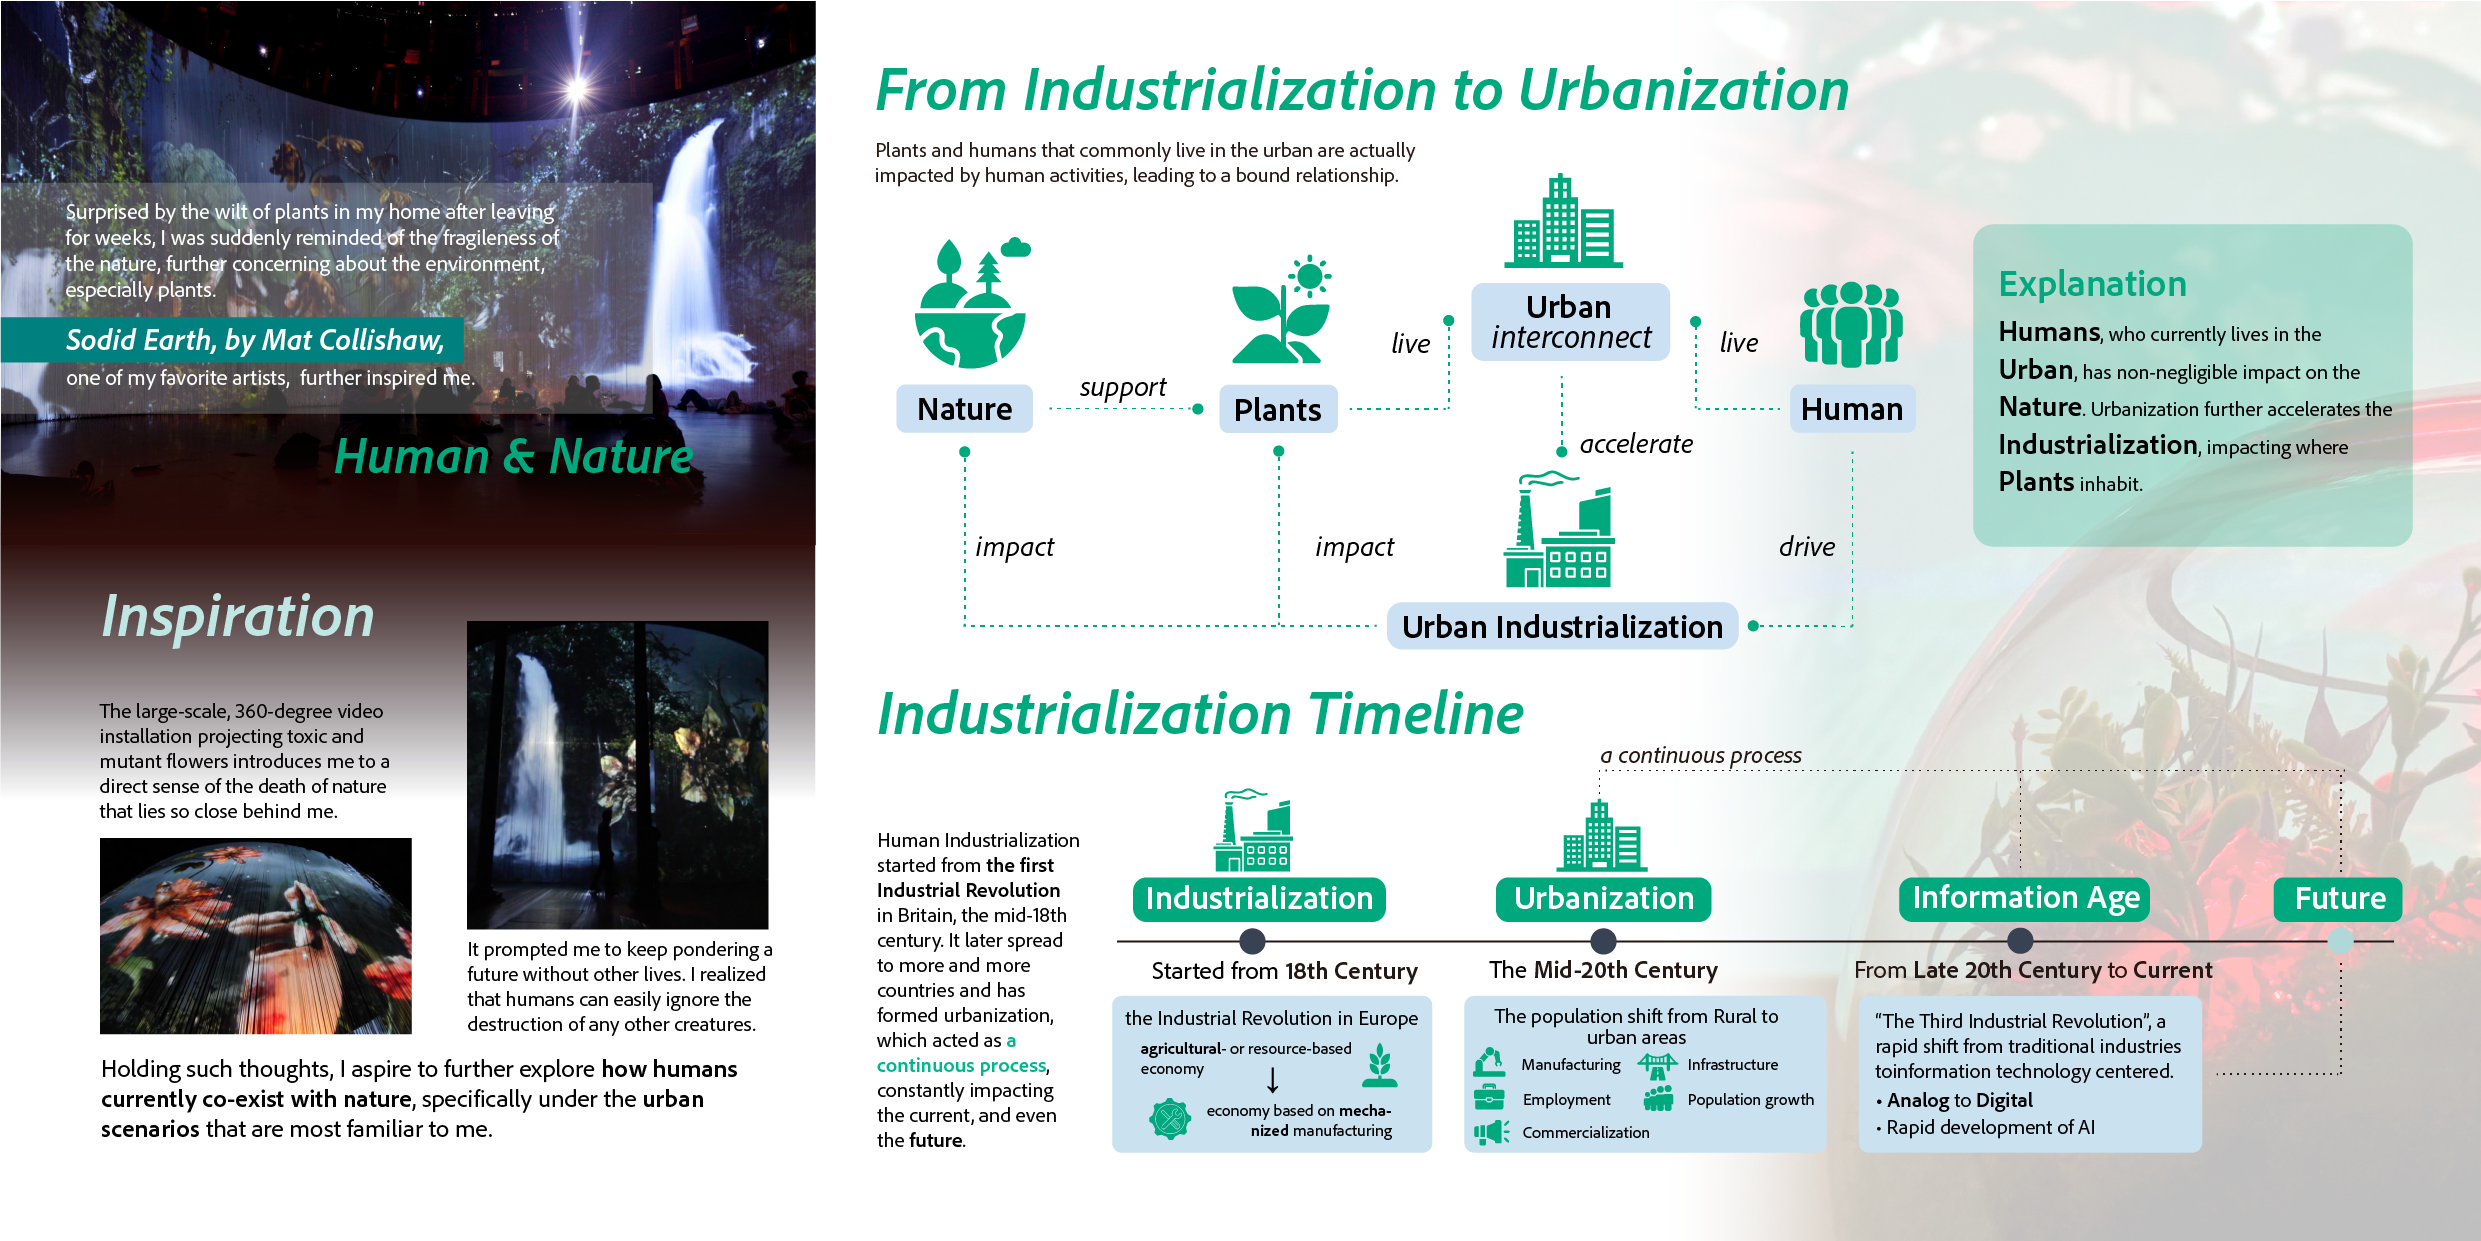 Surprised by the wilt of plants in my home after leaving
for weeks, I was suddenly reminded of the fragileness of
the nature, further concerning about the environment,
especially plants.
Sodid Earth, by Mat Collishaw,
one of my favorite artists, further inspired me.
Human & Nature
Inspiration
The large-scale, 360-degree video
installation projecting toxic and
mutant flowers introduces me to a
direct sense of the death of nature
that lies so close behind me.
It prompted me to keep pondering a
future without other lives. I realized
that humans can easily ignore the
destruction of any other creatures.
Holding such thoughts, I aspire to further explore how humans
currently co-exist with nature, specifically under the urban
scenarios that are most familiar to me.
From Industrialization to Urbanization
Plants and humans that commonly live in the urban are actually
impacted by human activities, leading to a bound relationship.
Nature
support
Plants
live
Urban
interconnect
live
Human
accelerate
impact
impact
drive
Urban Industrialization
Explanation
Humans, who currently lives in the
Urban, has non-negligible impact on the
Nature. Urbanization further accelerates the
Industrialization, impacting where
Plants inhabit.
Industrialization Timeline
a continuous process
Human Industrialization
started from the first
Industrial Revolution
in Britain, the mid-18th
century. It later spread
to more and more
countries and has
formed urbanization,
which acted as a
continuous process,
constantly impacting
the current, and even
the future.
Industrialization
Started from 18th Century
the Industrial Revolution in Europe
agricultural- or resource-based
economy
economy based on mecha-
nized manufacturing
Urbanization
The Mid-20th Century
The population shift from Rural to
urban areas
Manufacturing
Infrastructure
Employment
Population growth
Commercialization
Information Age
From Late 20th Century to Current
“The Third Industrial Revolution”, a
rapid shift from traditional industries
toinformation technology centered.
• Analog to Digital
• Rapid development of AI
Future